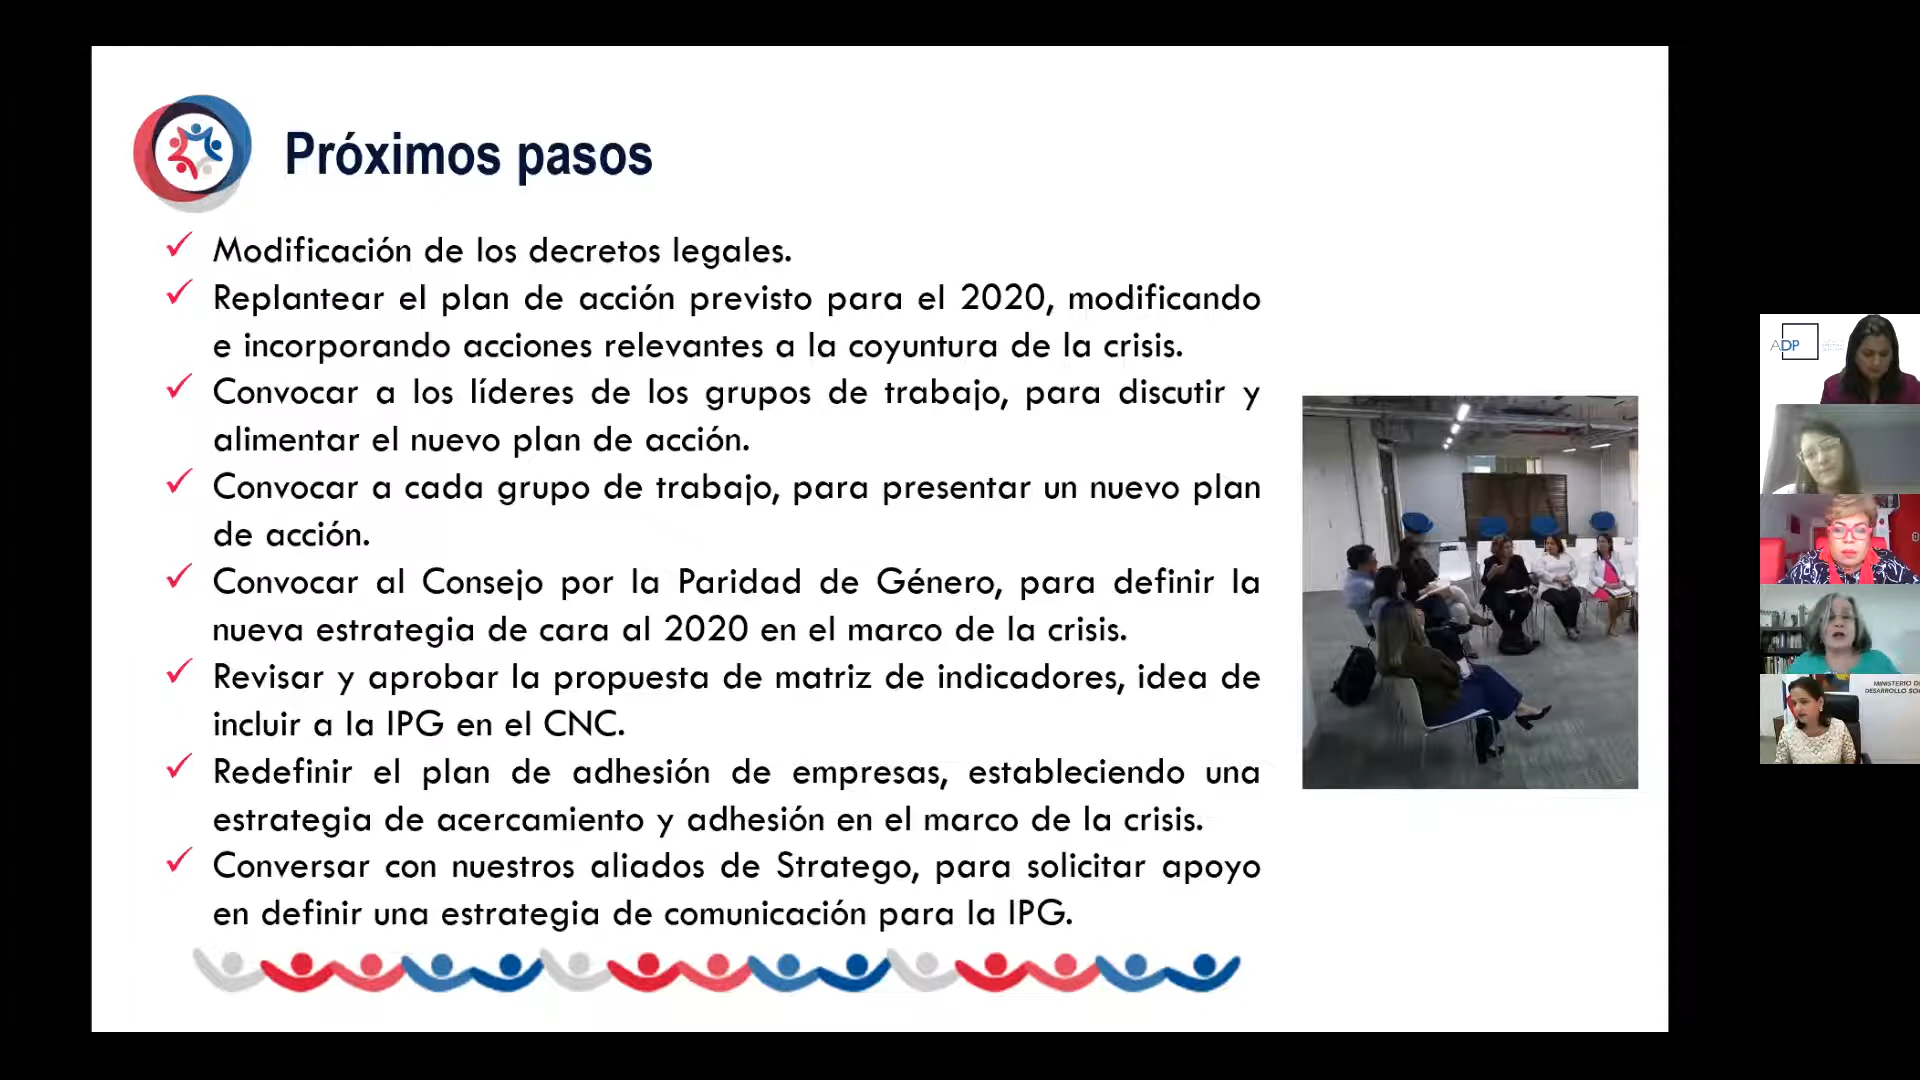 Próximos pasos
✓ Modificación de los decretos legales.
✓ Replantear el plan de acción previsto para el 2020, modificando
e incorporando acciones relevantes a la coyuntura de la crisis.
✓ Convocar a los líderes de los grupos de trabajo, para discutir y
alimentar el nuevo plan de acción.
✓ Convocar a cada grupo de trabajo, para presentar un nuevo plan
de acción.
✓ Convocar al Consejo por la Paridad de Género, para definir la
nueva estrategia de cara al 2020 en el marco de la crisis.
✓ Revisar y aprobar la propuesta de matriz de indicadores, idea de
incluir a la IPG en el CNC.
✓ Redefinir el plan de adhesión de empresas, estableciendo una
estrategia de acercamiento y adhesión en el marco de la crisis.
✓ Conversar con nuestros aliados de Stratego, para solicitar apoyo
en definir una estrategia de comunicación para la IPG.
ADP
MINISTERIO DE
DESARROLLO SO